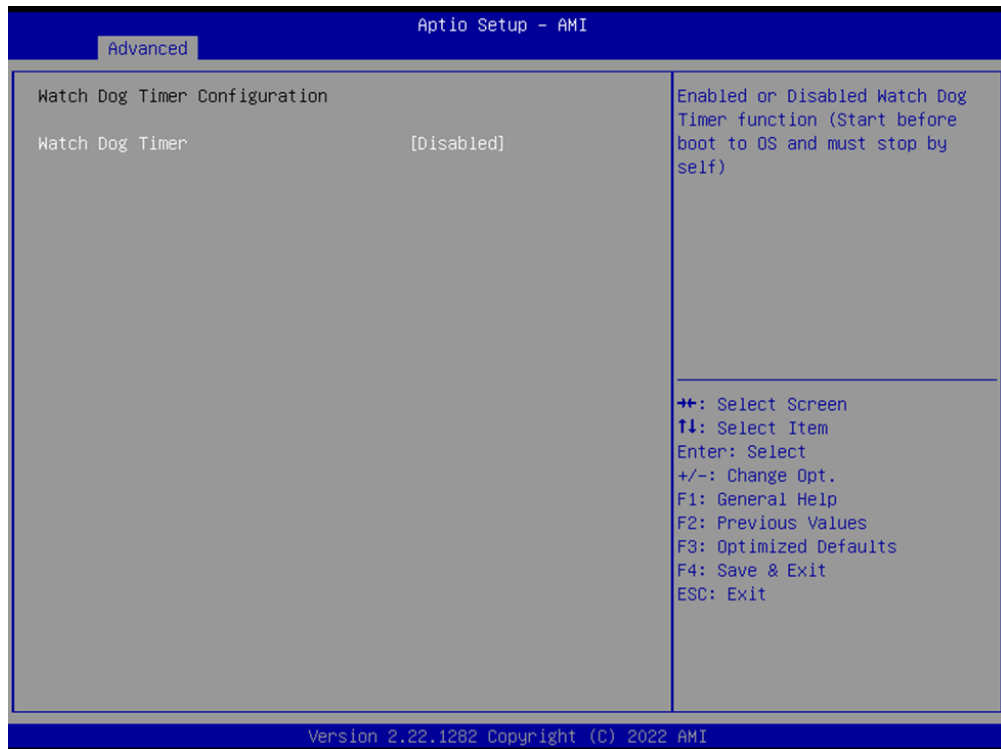 Aptio Setup – AMI
Advanced
Watch Dog Timer Configuration
Watch Dog Timer [Disabled]
Enabled or Disabled Watch Dog
Timer function (Start before
boot to OS and must stop by
self)
→←: Select Screen
↑↓: Select Item
Enter: Select
+/-: Change Opt.
F1: General Help
F2: Previous Values
F3: Optimized Defaults
F4: Save & Exit
ESC: Exit
Version 2.22.1282 Copyright (C) 2022 AMI